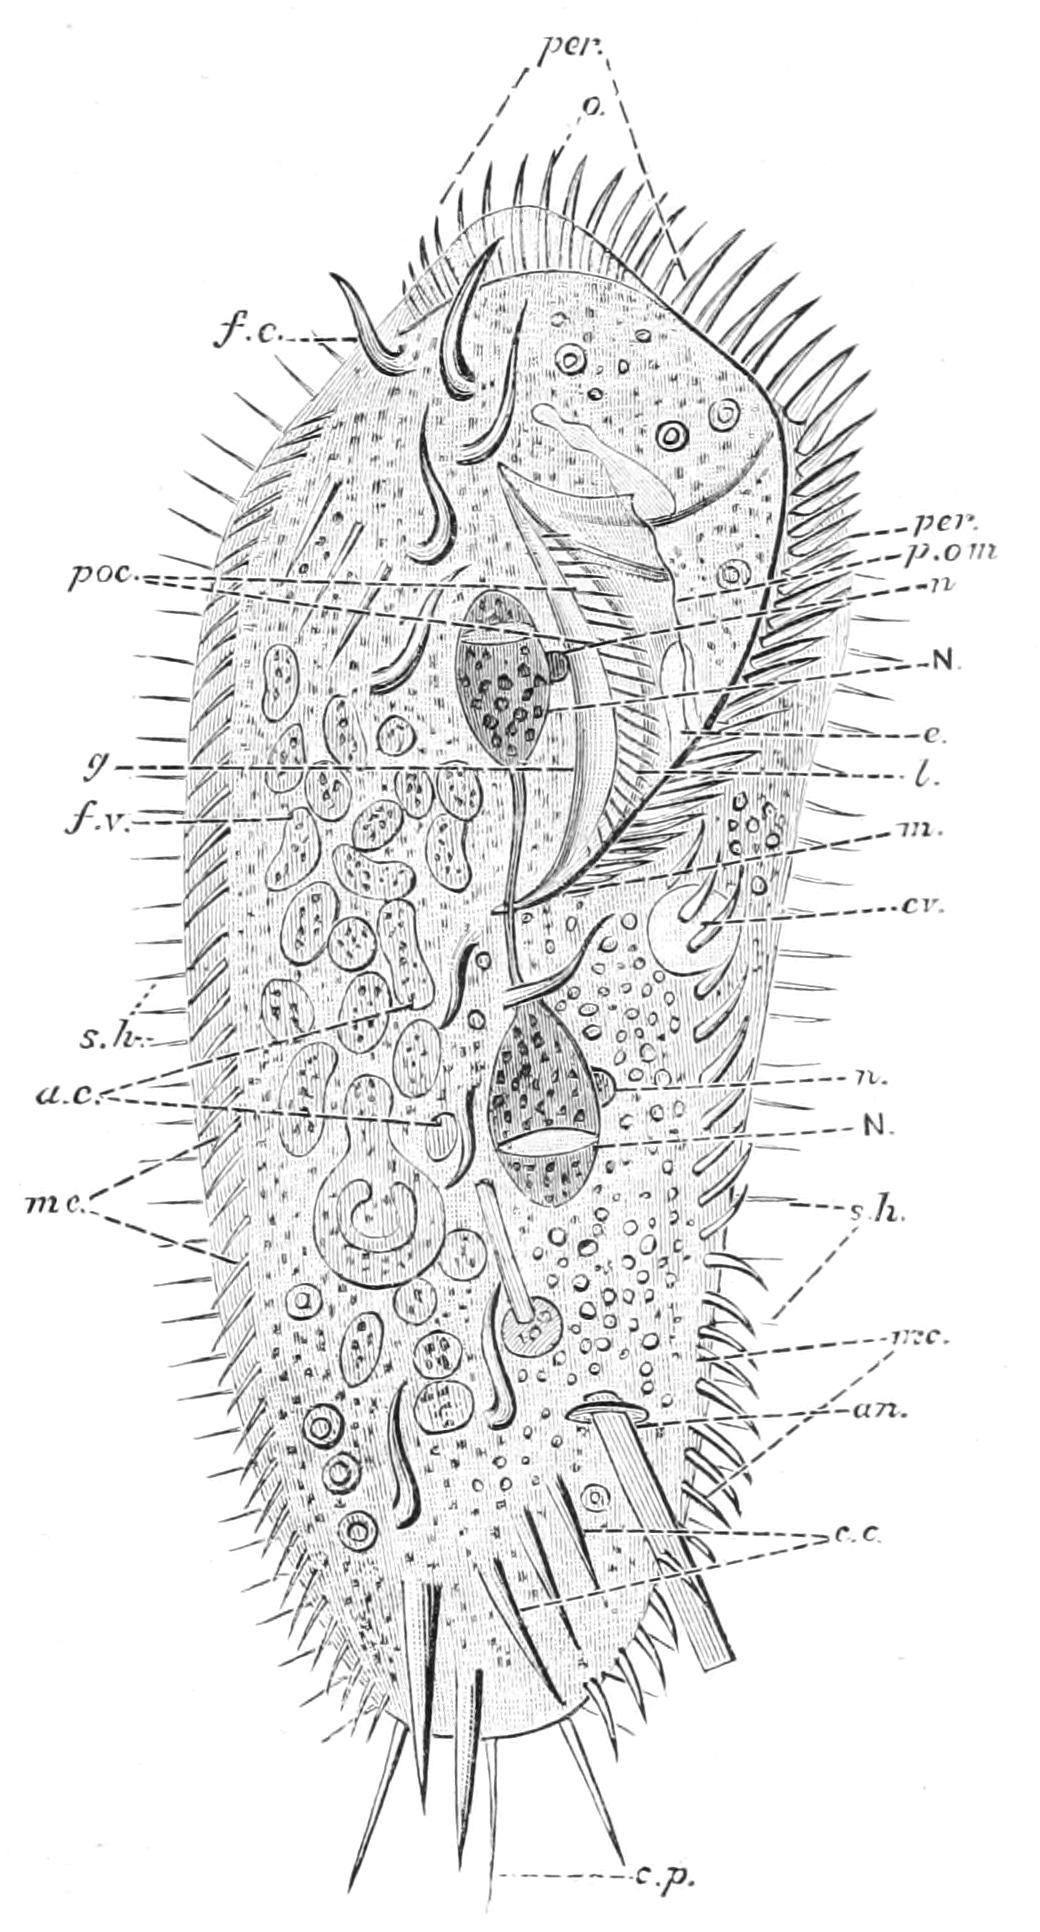 per.
o.
f.c.
per.
p.om
poc.
n
N.
e.
g
l.
f.v.
m.
cv.
s.h.
n.
a.c.
N.
mc.
s.h.
mc.
an.
c.c.
c.p.